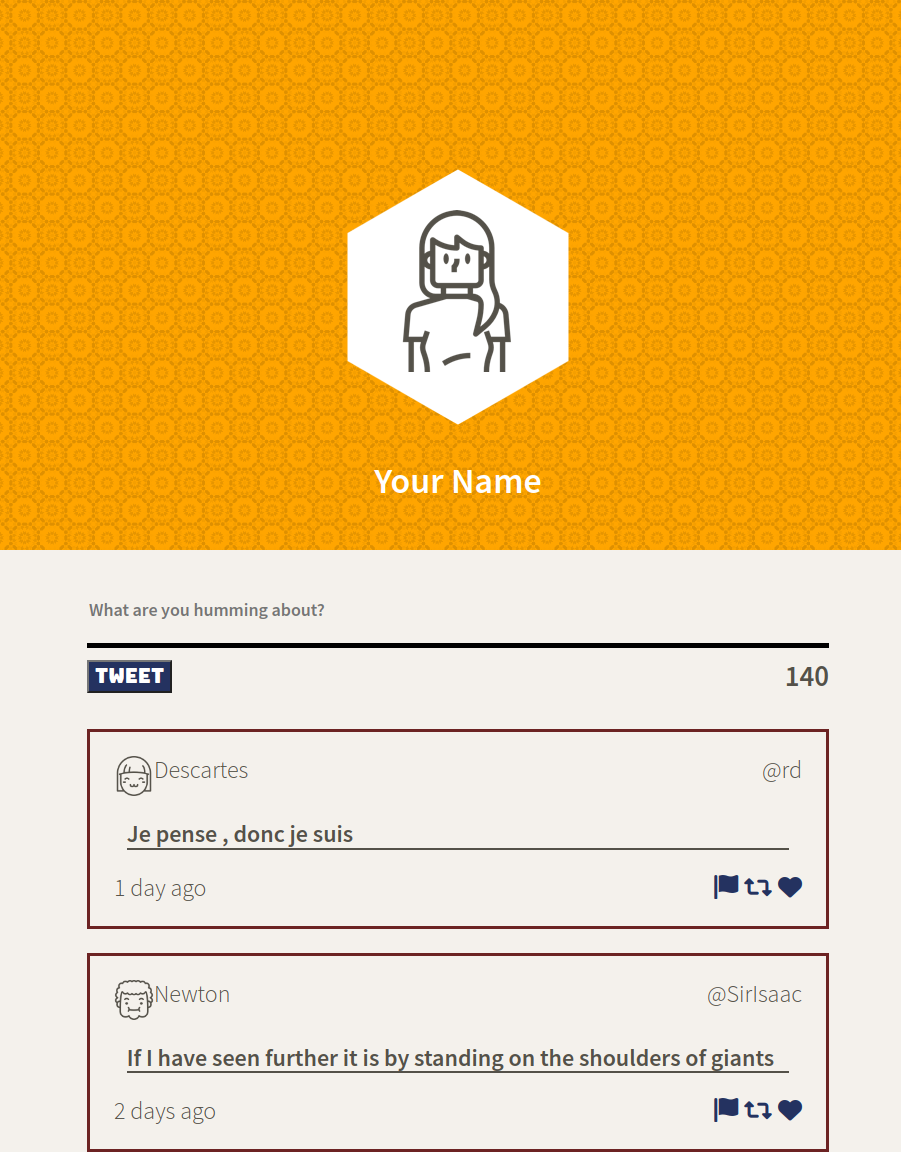 Your Name
What are you humming about?
TWEET
140
Descartes
@rd
Je pense , donc je suis
1 day ago
Newton
@SirIsaac
If I have seen further it is by standing on the shoulders of giants
2 days ago